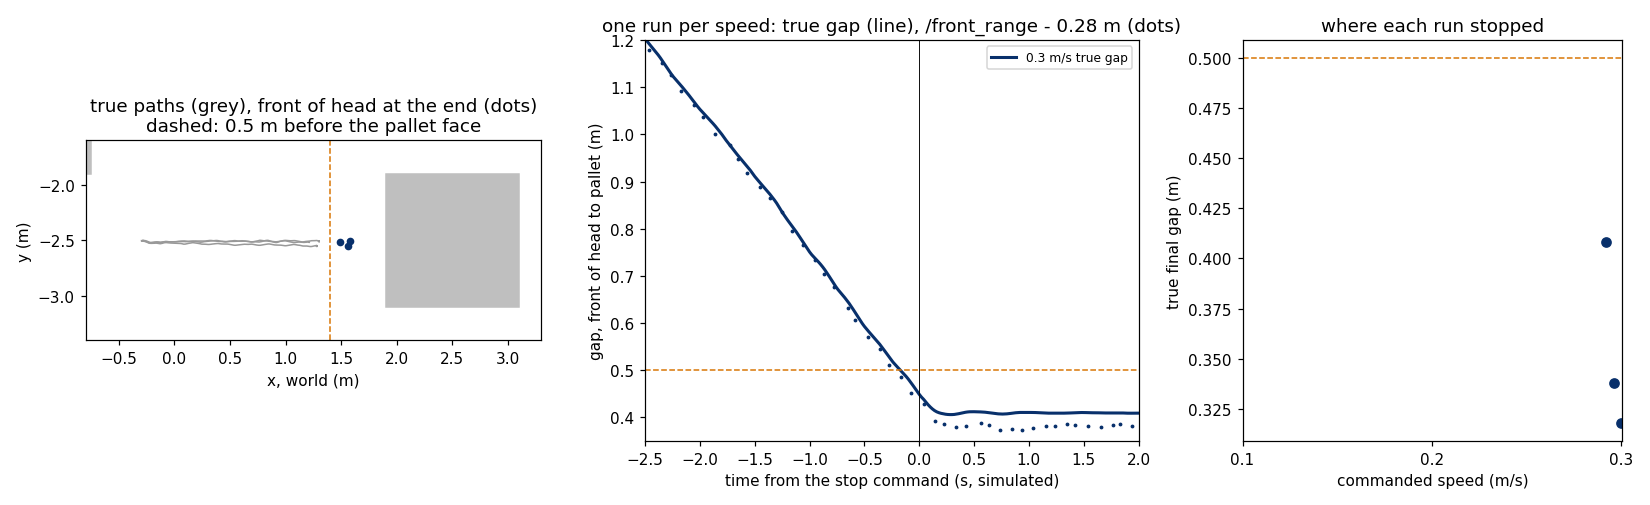 true paths (grey), front of head at the end (dots)
dashed: 0.5 m before the pallet face
y (m)
−2.0
−2.5
−3.0
−0.5 0.0 0.5 1.0 1.5 2.0 2.5 3.0
x, world (m)
one run per speed: true gap (line), /front_range - 0.28 m (dots)
0.3 m/s true gap
gap, front of head to pallet (m)
1.2
1.1
1.0
0.9
0.8
0.7
0.6
0.5
0.4
−2.5 −2.0 −1.5 −1.0 −0.5 0.0 0.5 1.0 1.5 2.0
time from the stop command (s, simulated)
where each run stopped
true final gap (m)
0.500
0.475
0.450
0.425
0.400
0.375
0.350
0.325
0.1 0.2 0.3
commanded speed (m/s)